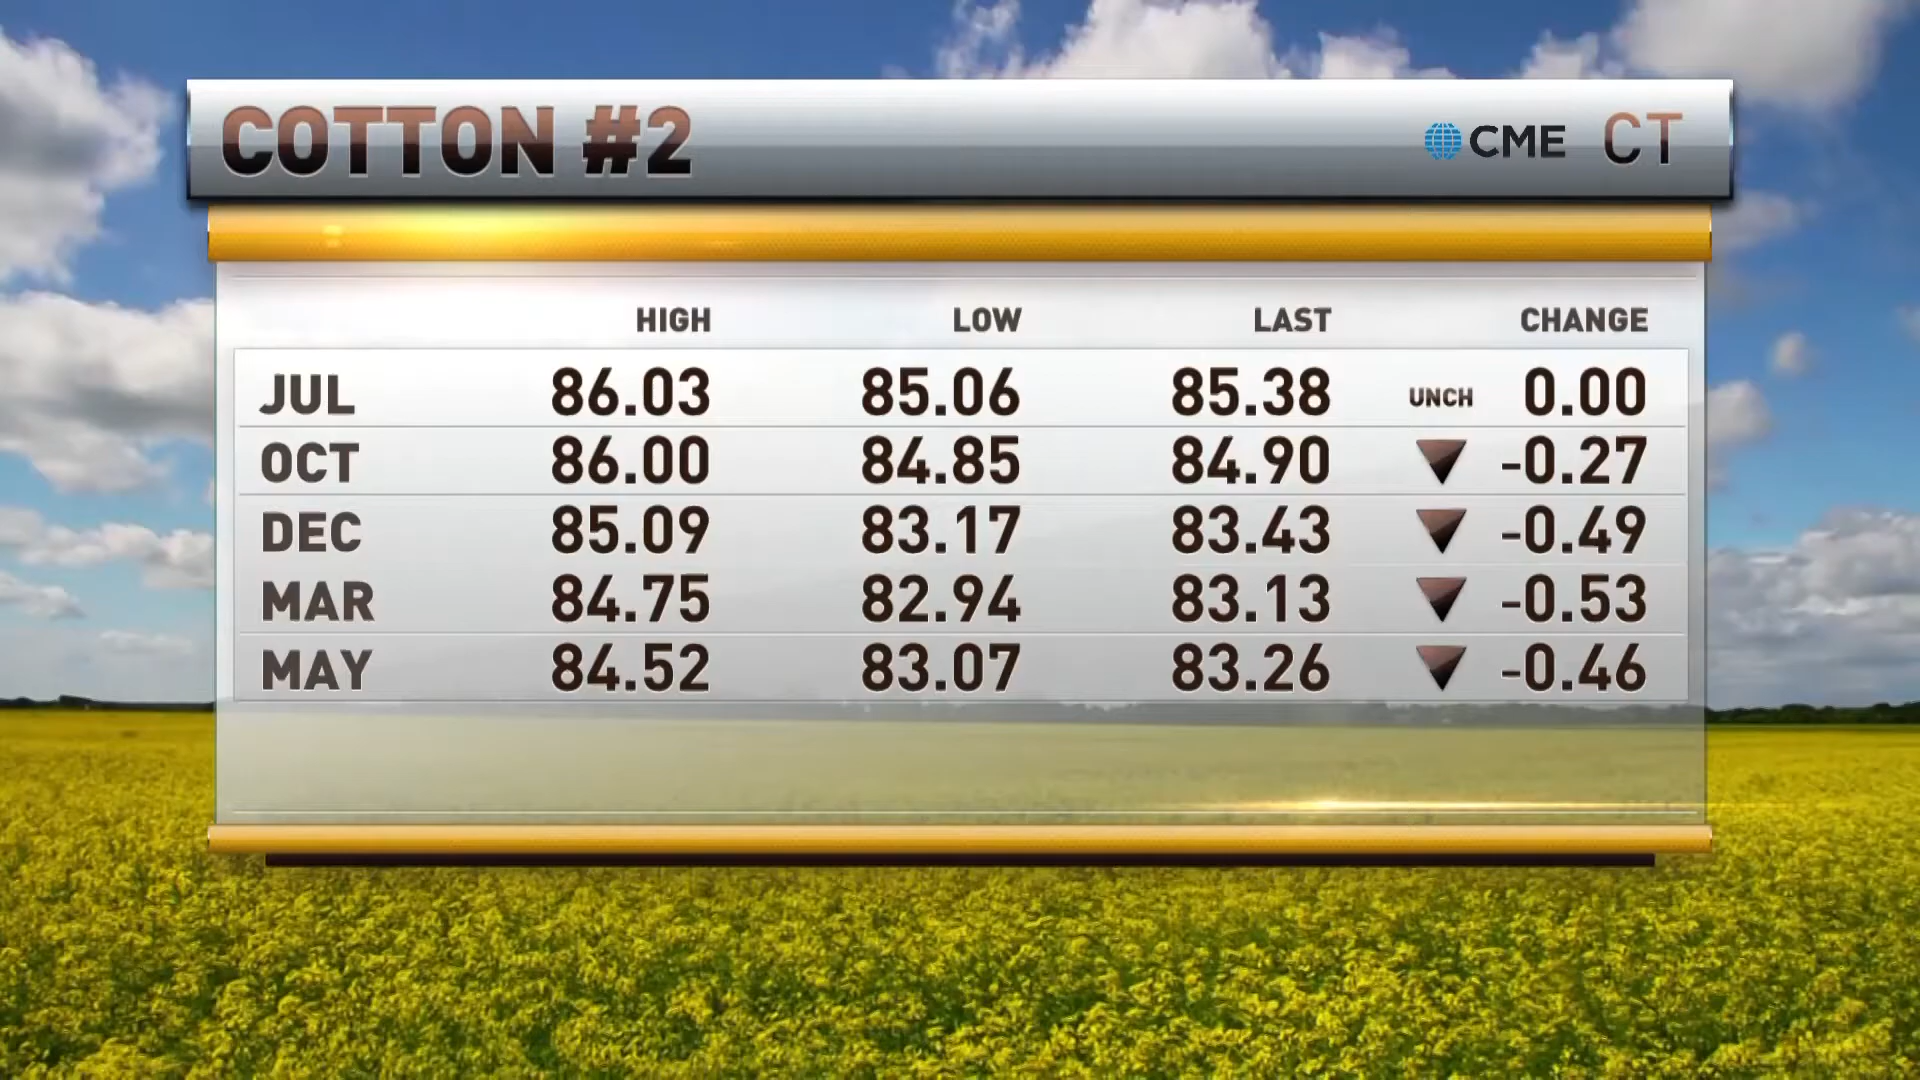 COTTON #2 CME CT
HIGH LOW LAST CHANGE
JUL 86.03 85.06 85.38 UNCH 0.00
OCT 86.00 84.85 84.90 -0.27
DEC 85.09 83.17 83.43 -0.49
MAR 84.75 82.94 83.13 -0.53
MAY 84.52 83.07 83.26 -0.46